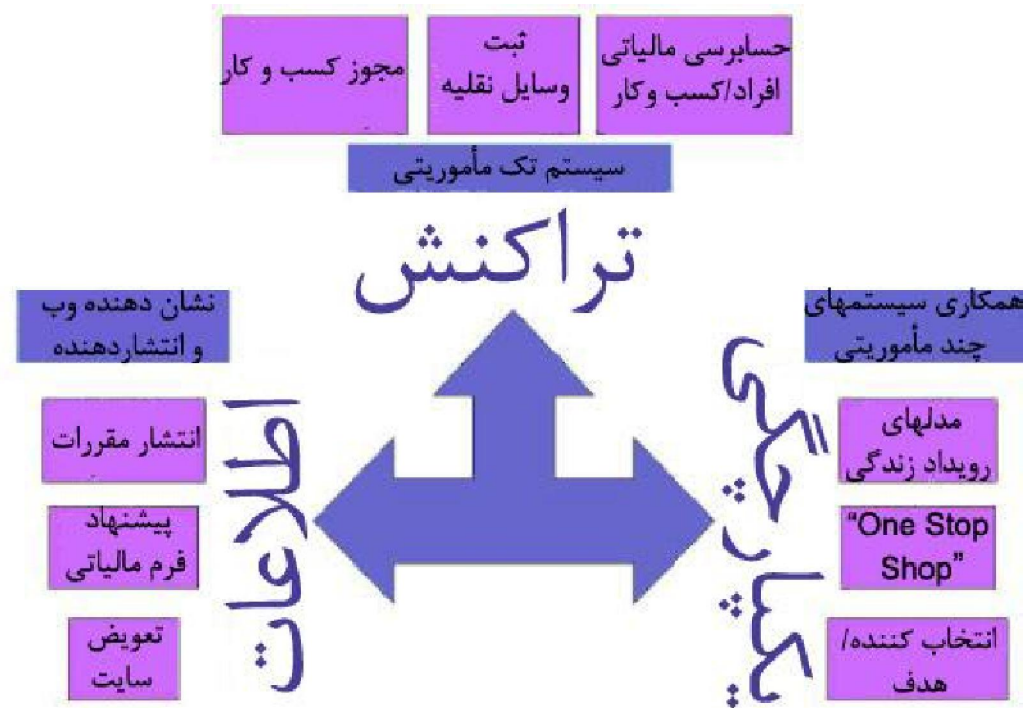 حسابرسی مالیاتی
افراد/کسب وکار
ثبت
وسایل نقلیه
مجوز کسب و کار
سیستم تک مأموریتی
تراکنش
همکاری سیستمهای
چند مأموریتی
یکپارچگی
مدلهای
رویداد زندگی
“One Stop
Shop”
انتخاب کننده/
هدف
نشان دهنده وب
و انتشاردهنده
اطلاعات
انتشار مقررات
پیشنهاد
فرم مالیاتی
تعویض
سایت